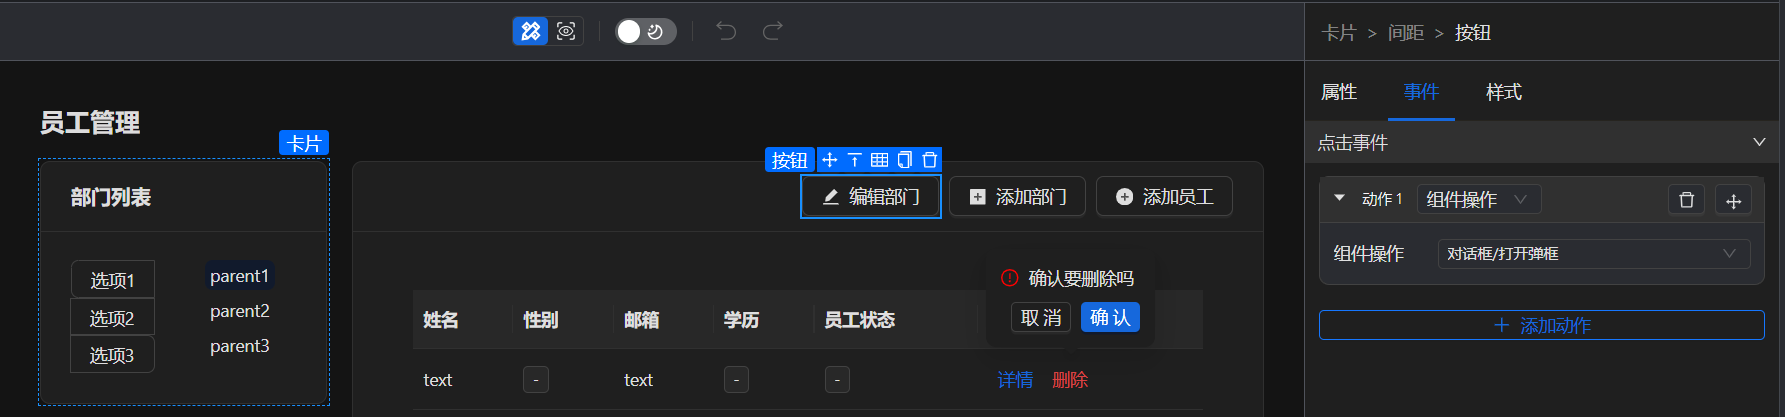 卡片 > 间距 > 按钮
属性 事件 样式
员工管理
卡片
按钮
点击事件
部门列表
编辑部门 添加部门 添加员工
动作 1 组件操作
组件操作 对话框/打开弹框
选项1 parent1
选项2 parent2
选项3 parent3
确认要删除吗
取 消 确 认
添加动作
姓名 性别 邮箱 学历 员工状态
text - text - - 详情 删除